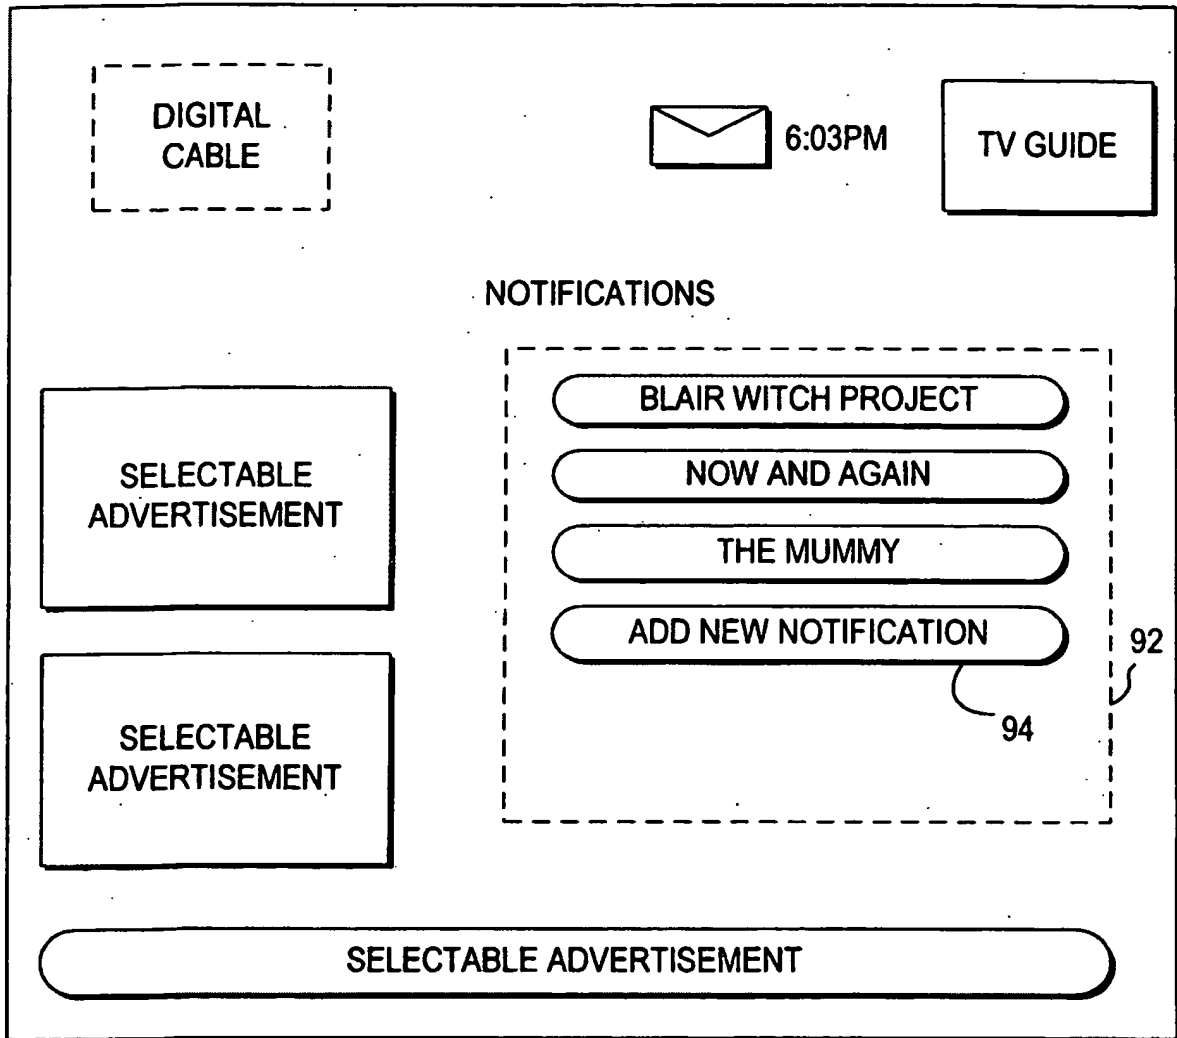 DIGITAL
CABLE
6:03PM
TV GUIDE
NOTIFICATIONS
SELECTABLE
ADVERTISEMENT
SELECTABLE
ADVERTISEMENT
BLAIR WITCH PROJECT
NOW AND AGAIN
THE MUMMY
ADD NEW NOTIFICATION
92
94
SELECTABLE ADVERTISEMENT